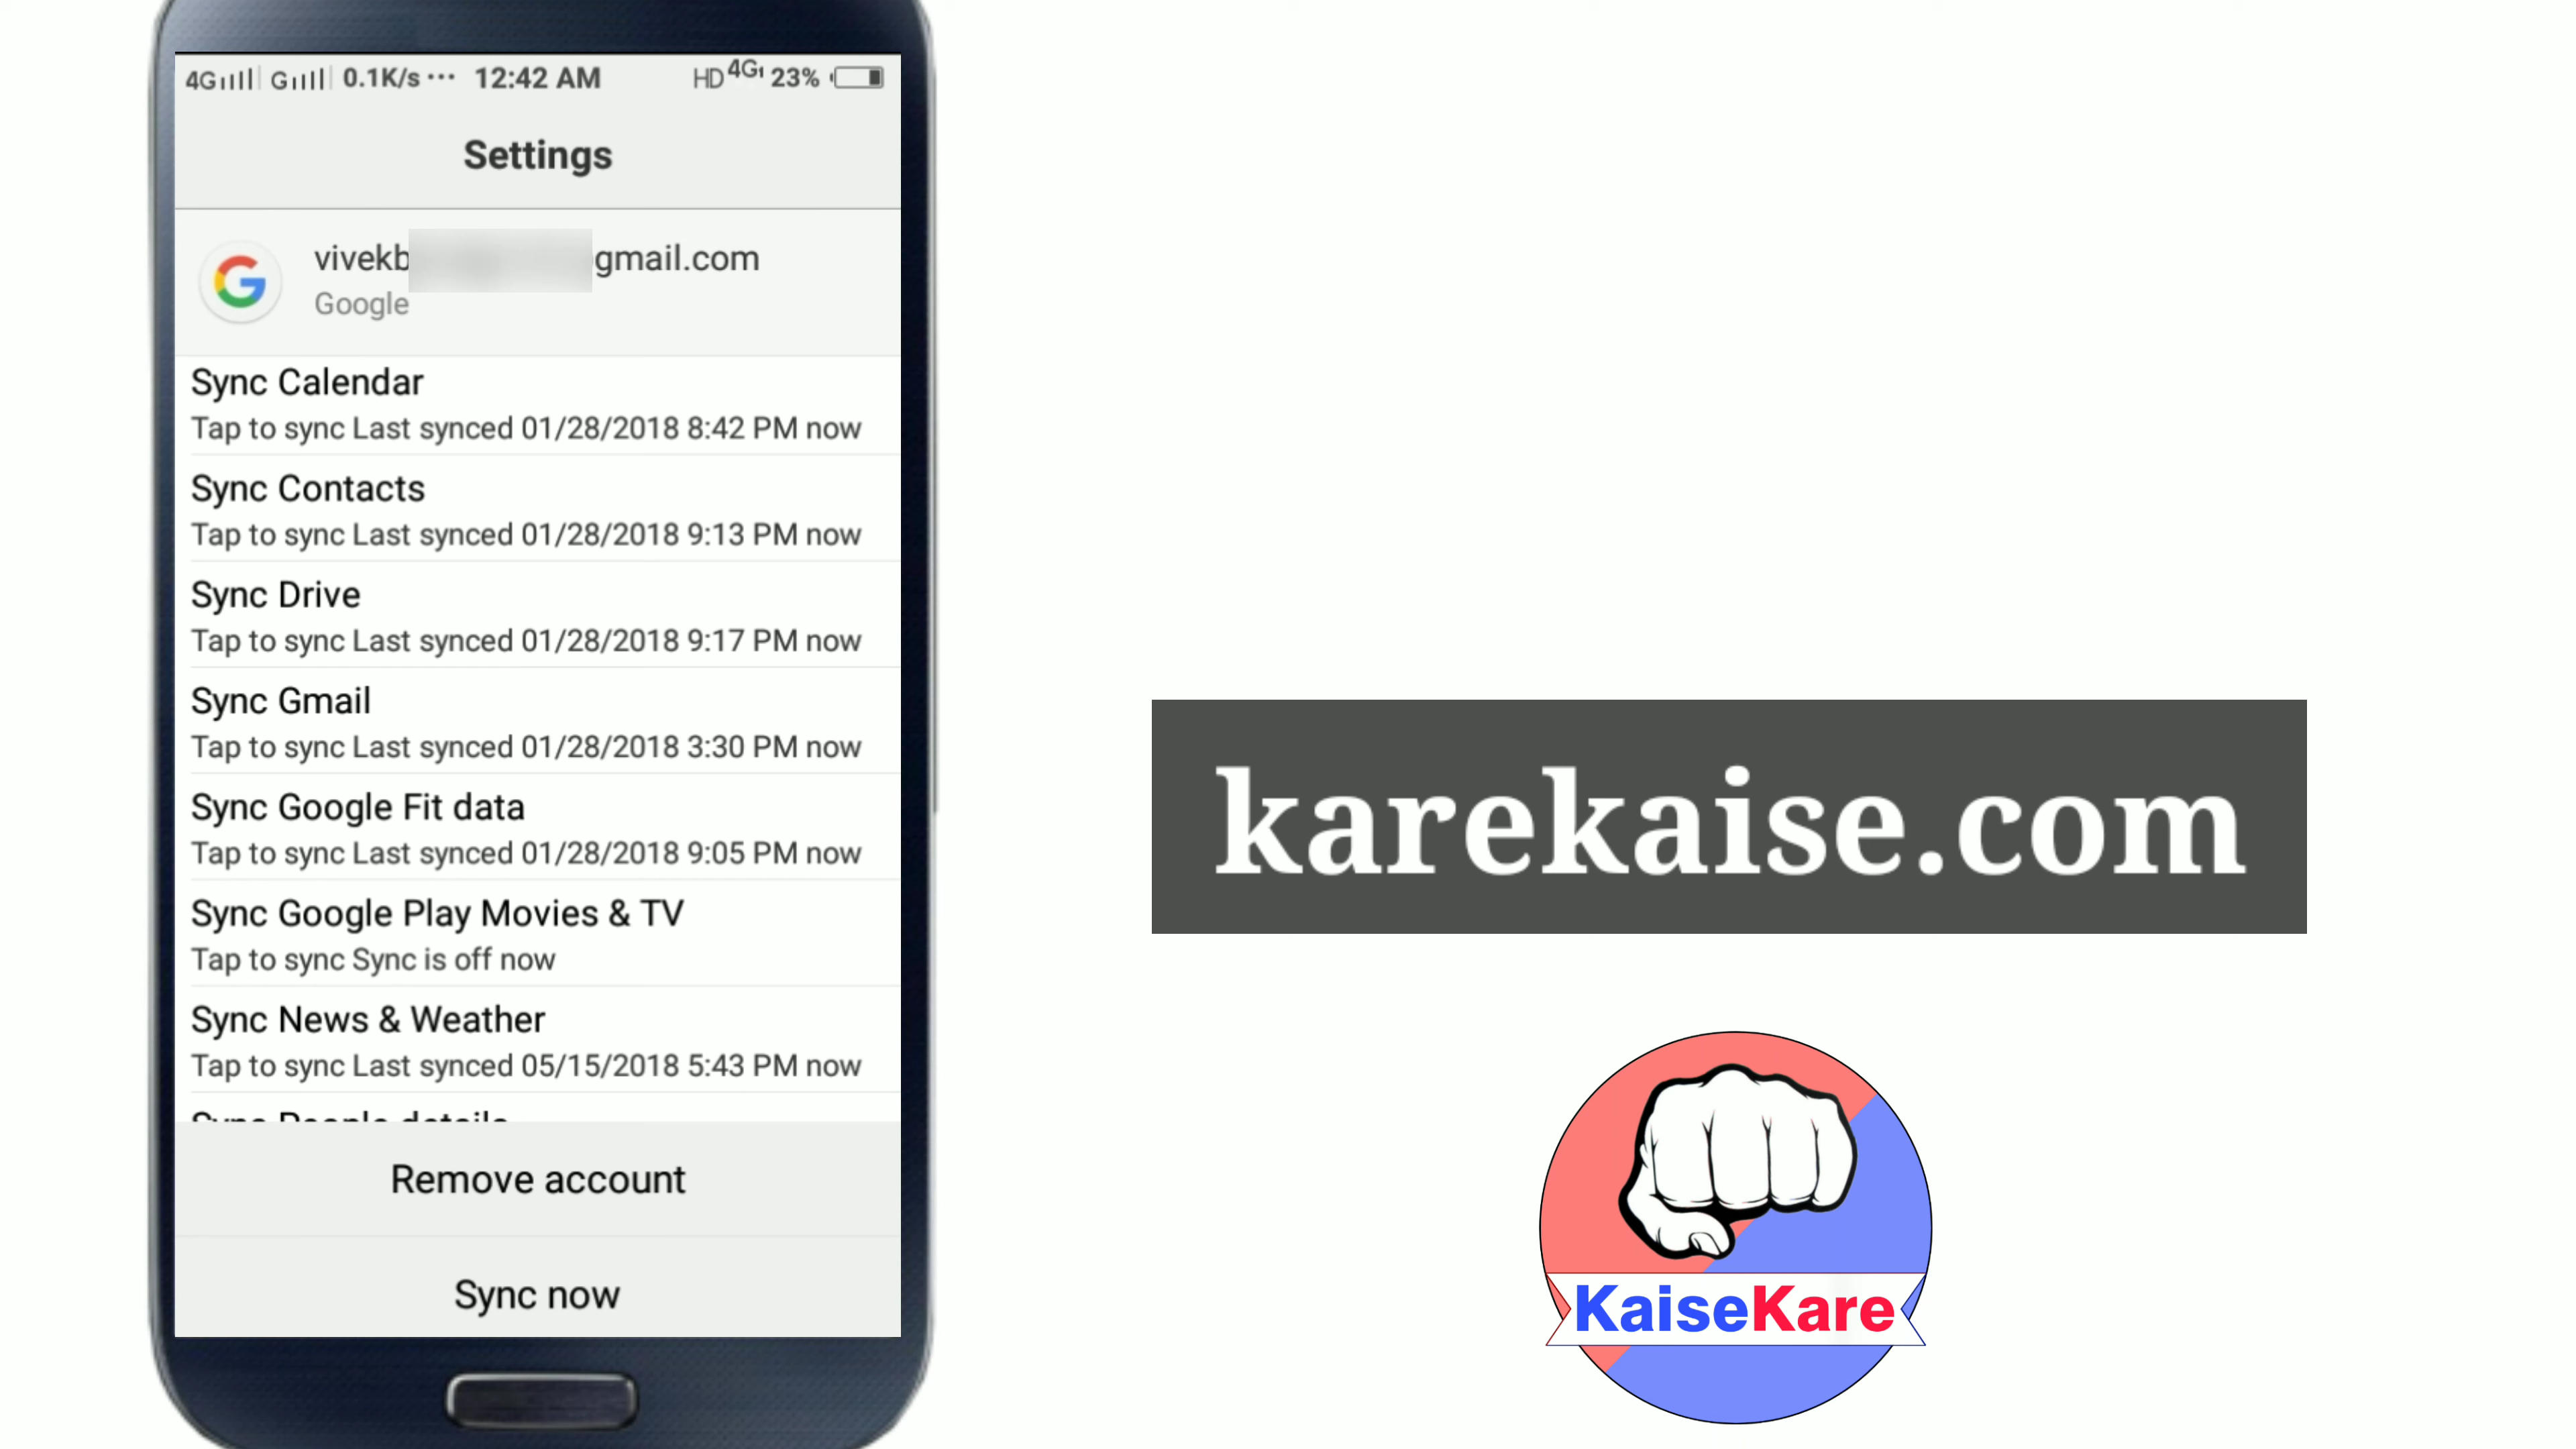 4G G 0.1K/s ··· 12:42 AM HD 4G 23%
Settings
vivekb gmail.com
Google
Sync Calendar
Tap to sync Last synced 01/28/2018 8:42 PM now
Sync Contacts
Tap to sync Last synced 01/28/2018 9:13 PM now
Sync Drive
Tap to sync Last synced 01/28/2018 9:17 PM now
Sync Gmail
Tap to sync Last synced 01/28/2018 3:30 PM now
Sync Google Fit data
Tap to sync Last synced 01/28/2018 9:05 PM now
Sync Google Play Movies & TV
Tap to sync Sync is off now
Sync News & Weather
Tap to sync Last synced 05/15/2018 5:43 PM now
Sync People details
Remove account
Sync now
karekaise.com
KaiseKare